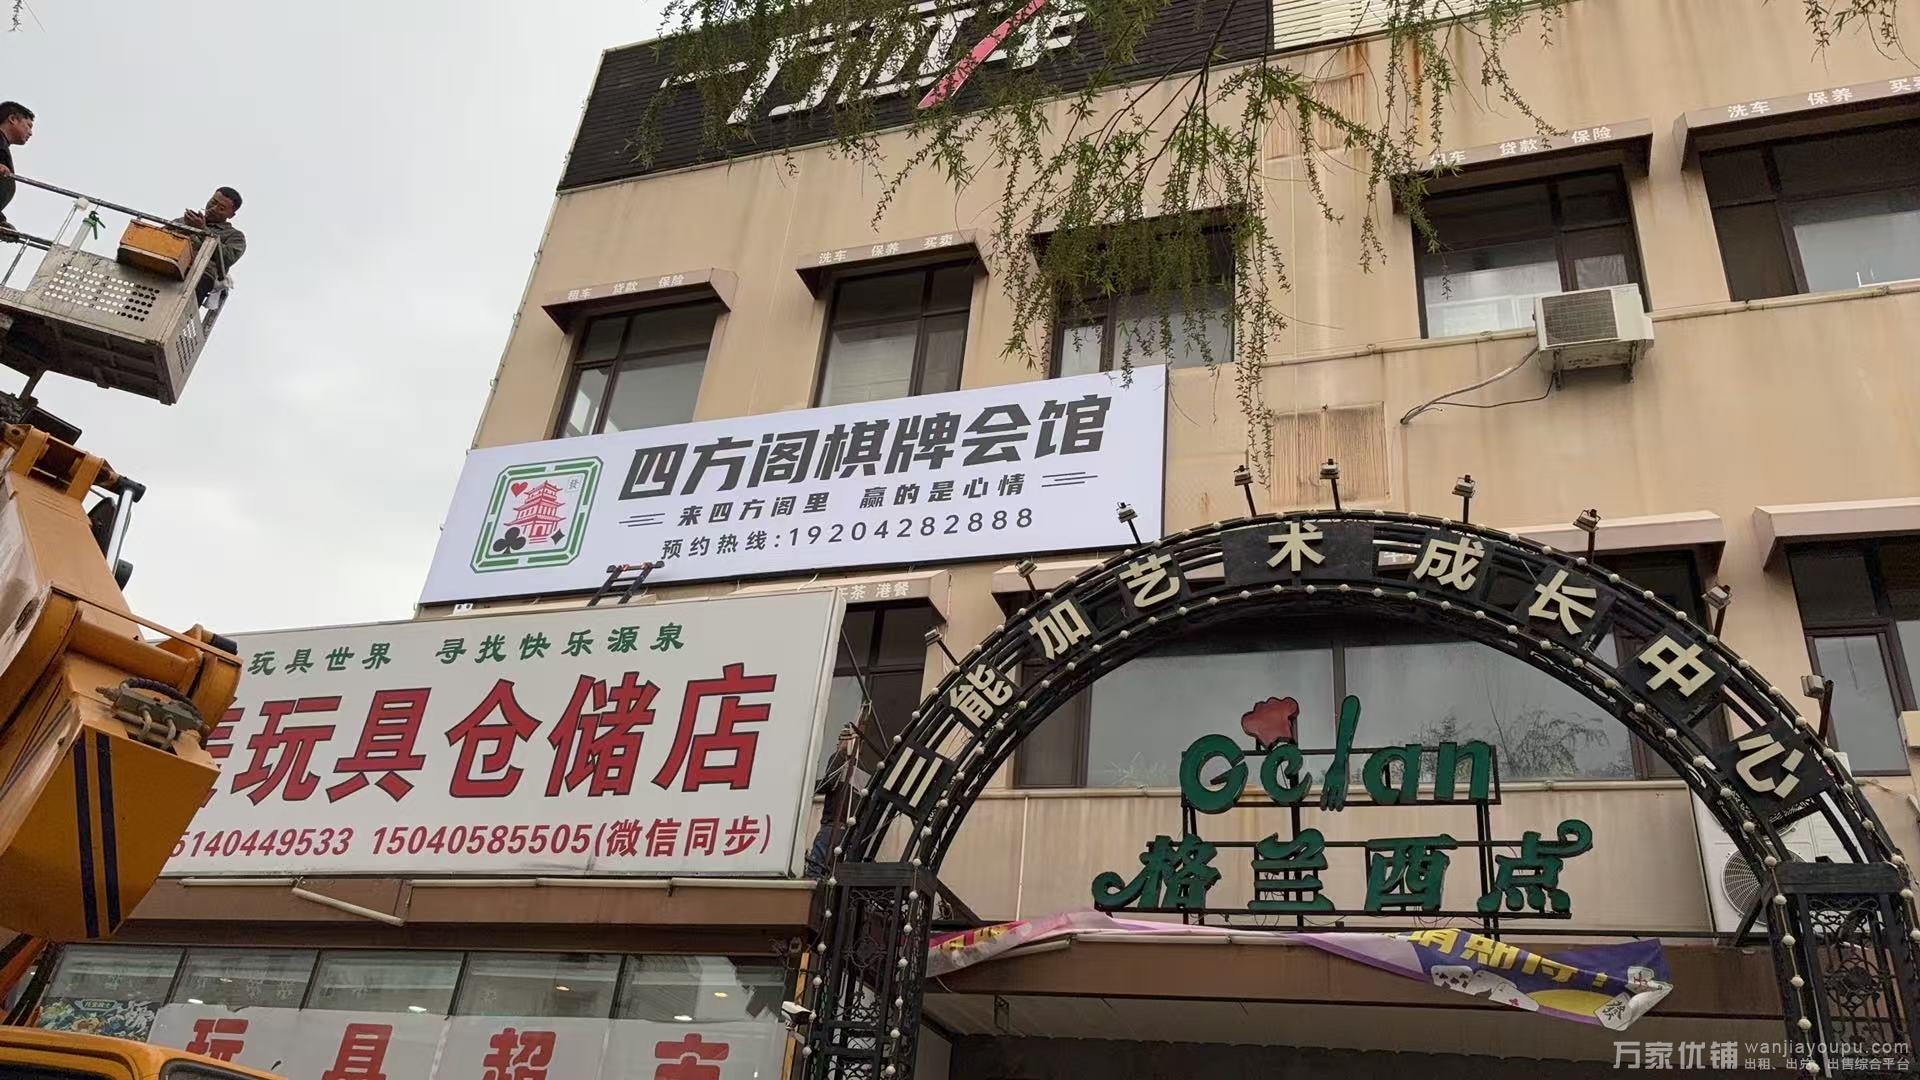 洗车 保养
租车 贷款 保险
洗车 保养 买卖
租车 贷款 保险
發
四方阁棋牌会馆
来四方阁里 赢的是心情
预约热线:19204282888
茶 港餐
三能加艺术成长中心
玩具世界 寻找快乐源泉
玩具仓储店
5140449533 15040585505(微信同步)
Gelan
格兰西点
玩具超市
万家优铺 wanjiayoupu.com
出租、出兑、出售综合平台